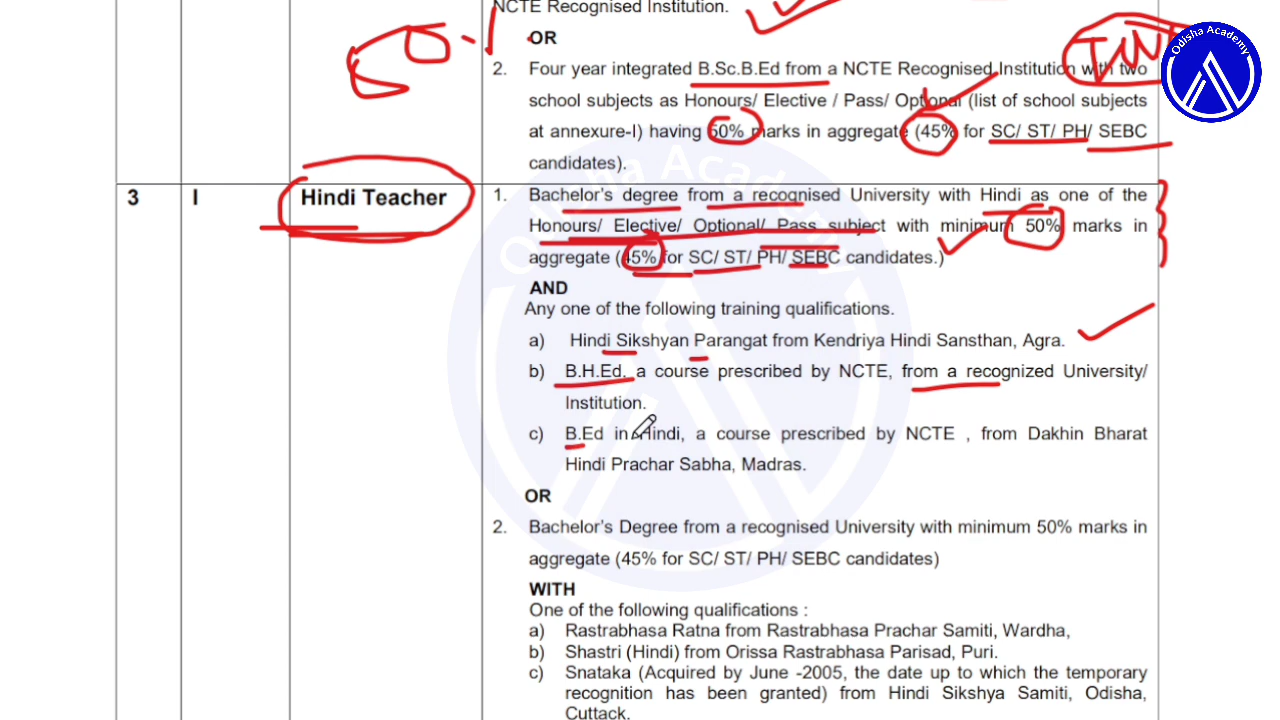 NCTE Recognised Institution.
OR
2. Four year integrated B.Sc.B.Ed from a NCTE Recognised Institution with two
school subjects as Honours/ Elective / Pass/ Optional (list of school subjects
at annexure-I) having 50% marks in aggregate (45% for SC/ ST/ PH/ SEBC
candidates).
Odisha Academy
3 I Hindi Teacher
1. Bachelor's degree from a recognised University with Hindi as one of the
Honours/ Elective/ Optional/ Pass subject with minimum 50% marks in
aggregate (45% for SC/ ST/ PH/ SEBC candidates.)
AND
Any one of the following training qualifications.
a) Hindi Sikshyan Parangat from Kendriya Hindi Sansthan, Agra.
b) B.H.Ed. a course prescribed by NCTE, from a recognized University/
Institution.
c) B.Ed in Hindi, a course prescribed by NCTE , from Dakhin Bharat
Hindi Prachar Sabha, Madras.
OR
2. Bachelor's Degree from a recognised University with minimum 50% marks in
aggregate (45% for SC/ ST/ PH/ SEBC candidates)
WITH
One of the following qualifications :
a) Rastrabhasa Ratna from Rastrabhasa Prachar Samiti, Wardha,
b) Shastri (Hindi) from Orissa Rastrabhasa Parisad, Puri.
c) Snataka (Acquired by June -2005, the date up to which the temporary
recognition has been granted) from Hindi Sikshya Samiti, Odisha,
Cuttack.
Odisha Academy